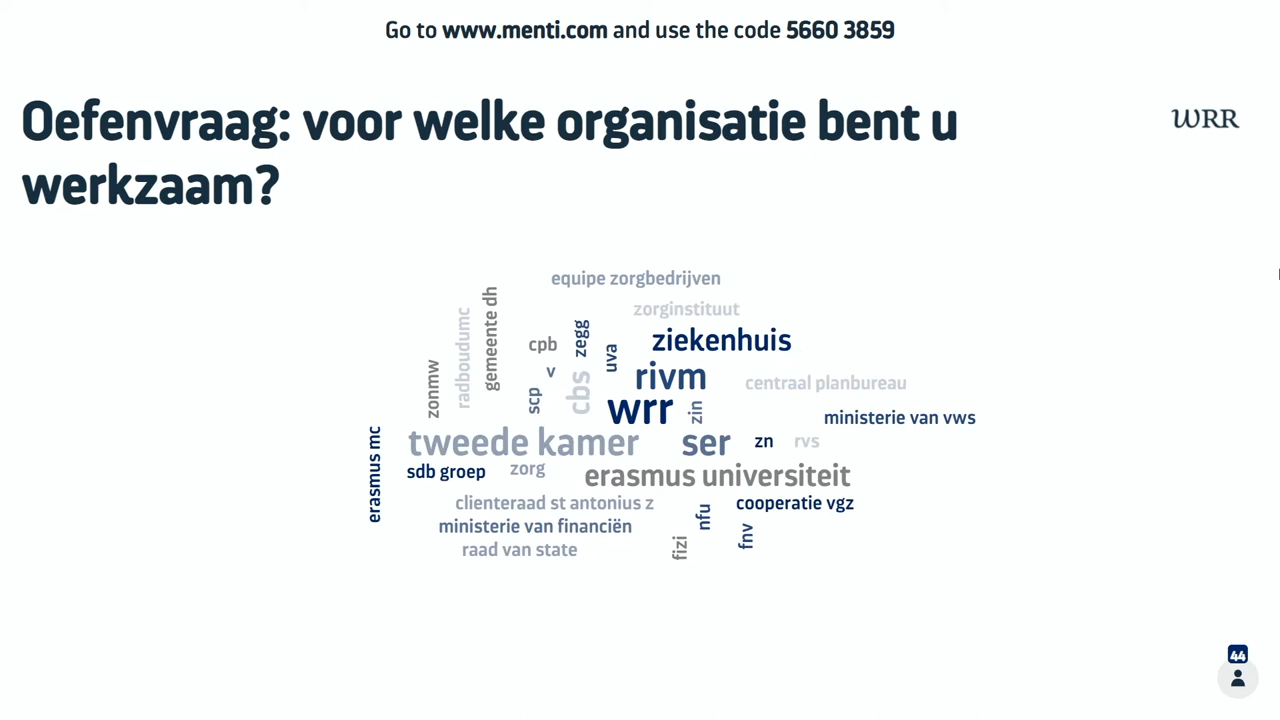 Go to www.menti.com and use the code 5660 3859
Oefenvraag: voor welke organisatie bent u
werkzaam?
WRR
equipe zorgbedrijven
zorginstituut
gemeente dh
radboudumc
zonmw
cpb
zegg
uva
ziekenhuis
v
scp
cbs
rivm
centraal planbureau
wrr
zin
ministerie van vws
erasmus mc
tweede kamer
ser
zn
rvs
sdb groep
zorg
erasmus universiteit
clienteraad st antonius z
nfu
cooperatie vgz
ministerie van financiën
fnv
raad van state
fizi
44